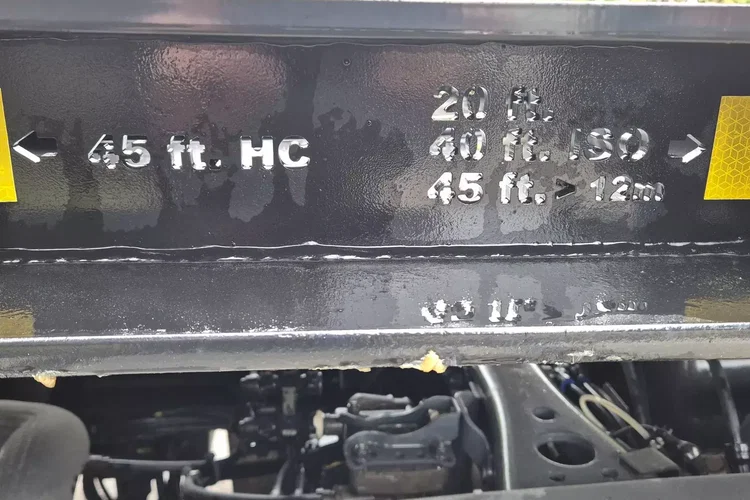 ← 45 ft. HC
20 ft.
40 ft. ISO →
45 ft. > 12m